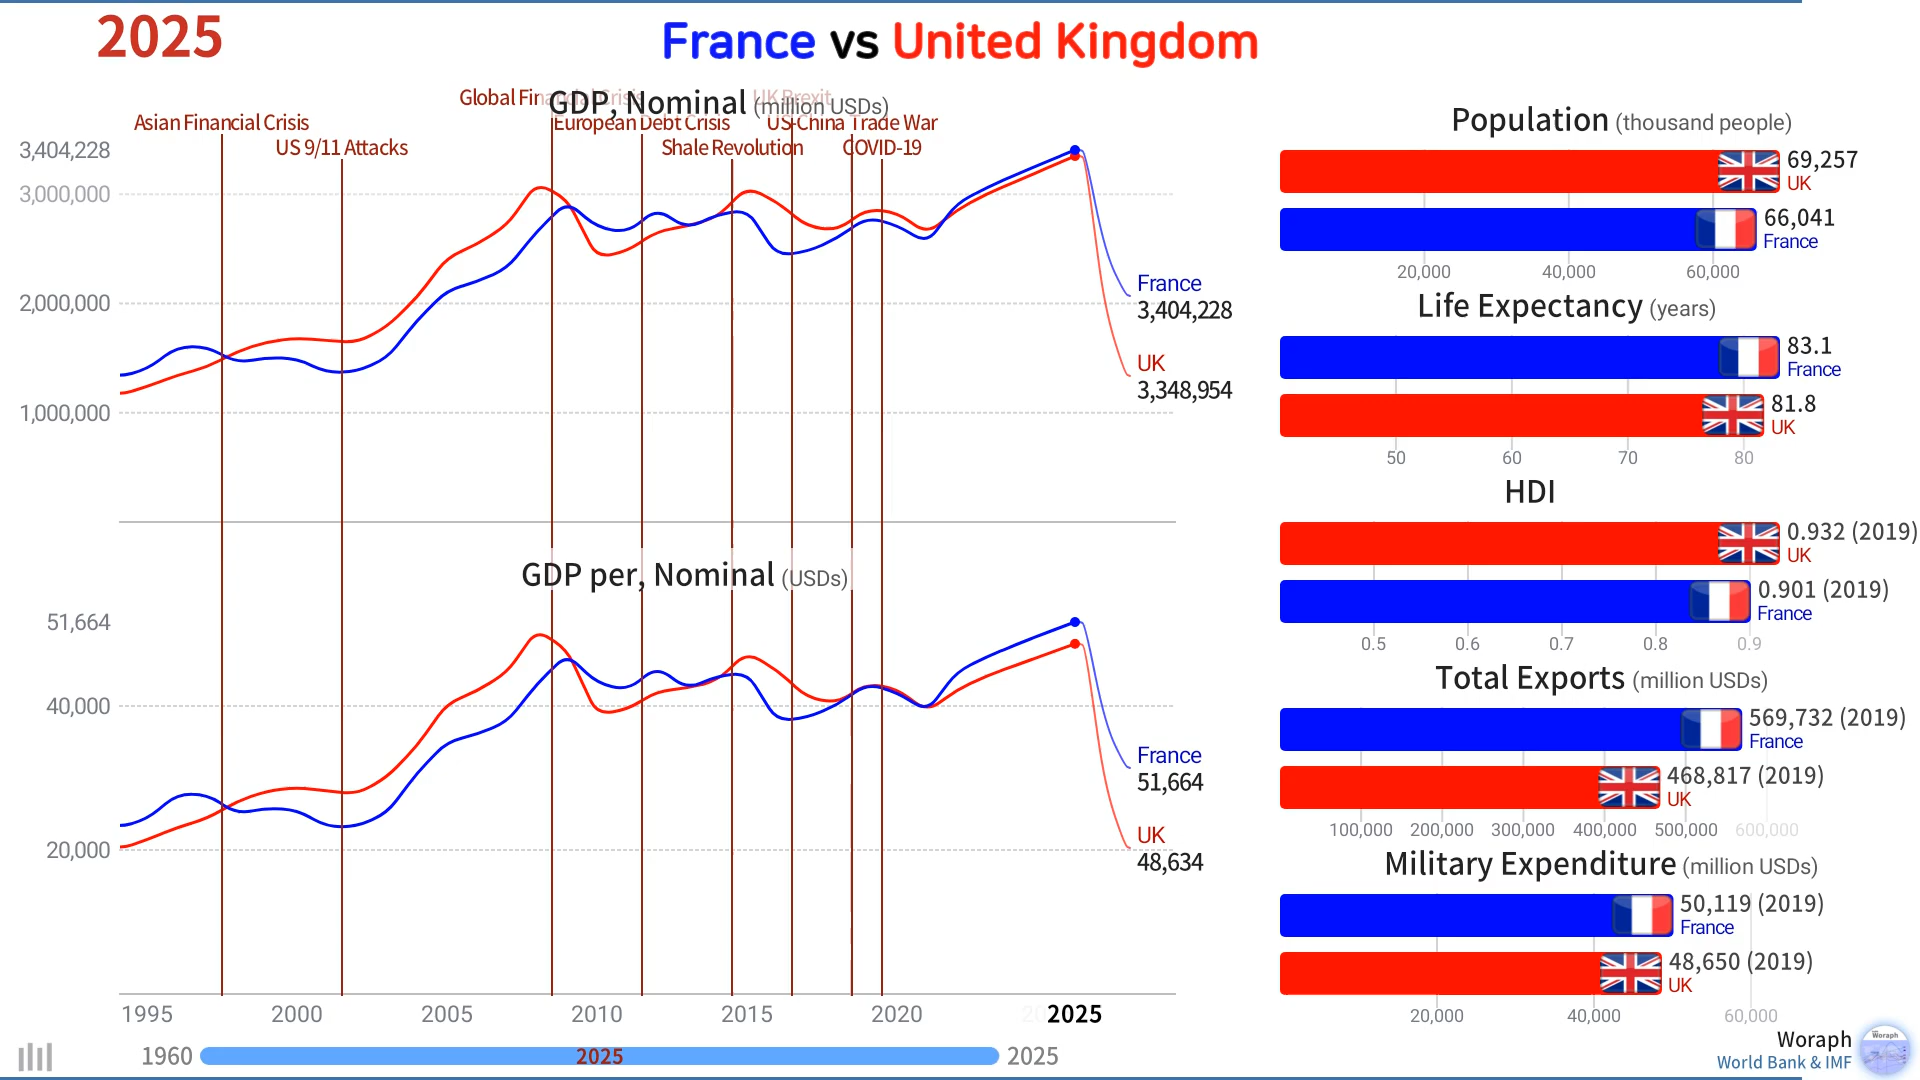 2025
France vs United Kingdom
Global Financial Crisis
GDP, Nominal (million USDs)
UK Brexit
Asian Financial Crisis
European Debt Crisis
US-China Trade War
US 9/11 Attacks
Shale Revolution
COVID-19
3,404,228
3,000,000
2,000,000
1,000,000
France
3,404,228
UK
3,348,954
GDP per, Nominal (USDs)
51,664
40,000
20,000
France
51,664
UK
48,634
1995 2000 2005 2010 2015 2020 2025
1960 2025 2025
Population (thousand people)
69,257
UK
66,041
France
20,000 40,000 60,000
Life Expectancy (years)
83.1
France
81.8
UK
50 60 70 80
HDI
0.932 (2019)
UK
0.901 (2019)
France
0.5 0.6 0.7 0.8 0.9
Total Exports (million USDs)
569,732 (2019)
France
468,817 (2019)
UK
100,000 200,000 300,000 400,000 500,000 600,000
Military Expenditure (million USDs)
50,119 (2019)
France
48,650 (2019)
UK
20,000 40,000 60,000
Woraph
World Bank & IMF
Woraph